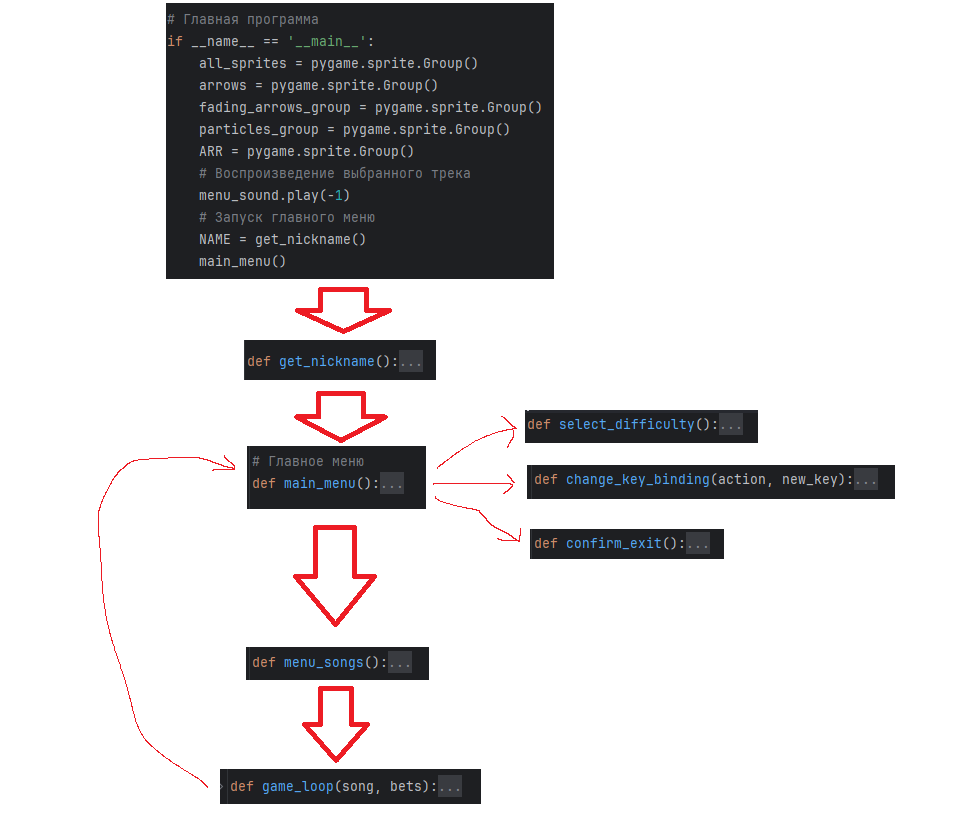 # Главная программа
if __name__ == '__main__':
    all_sprites = pygame.sprite.Group()
    arrows = pygame.sprite.Group()
    fading_arrows_group = pygame.sprite.Group()
    particles_group = pygame.sprite.Group()
    ARR = pygame.sprite.Group()
    # Воспроизведение выбранного трека
    menu_sound.play(-1)
    # Запуск главного меню
    NAME = get_nickname()
    main_menu()
def get_nickname():...
# Главное меню
def main_menu():...
def select_difficulty():...
def change_key_binding(action, new_key):...
def confirm_exit():...
def menu_songs():...
def game_loop(song, bets):...